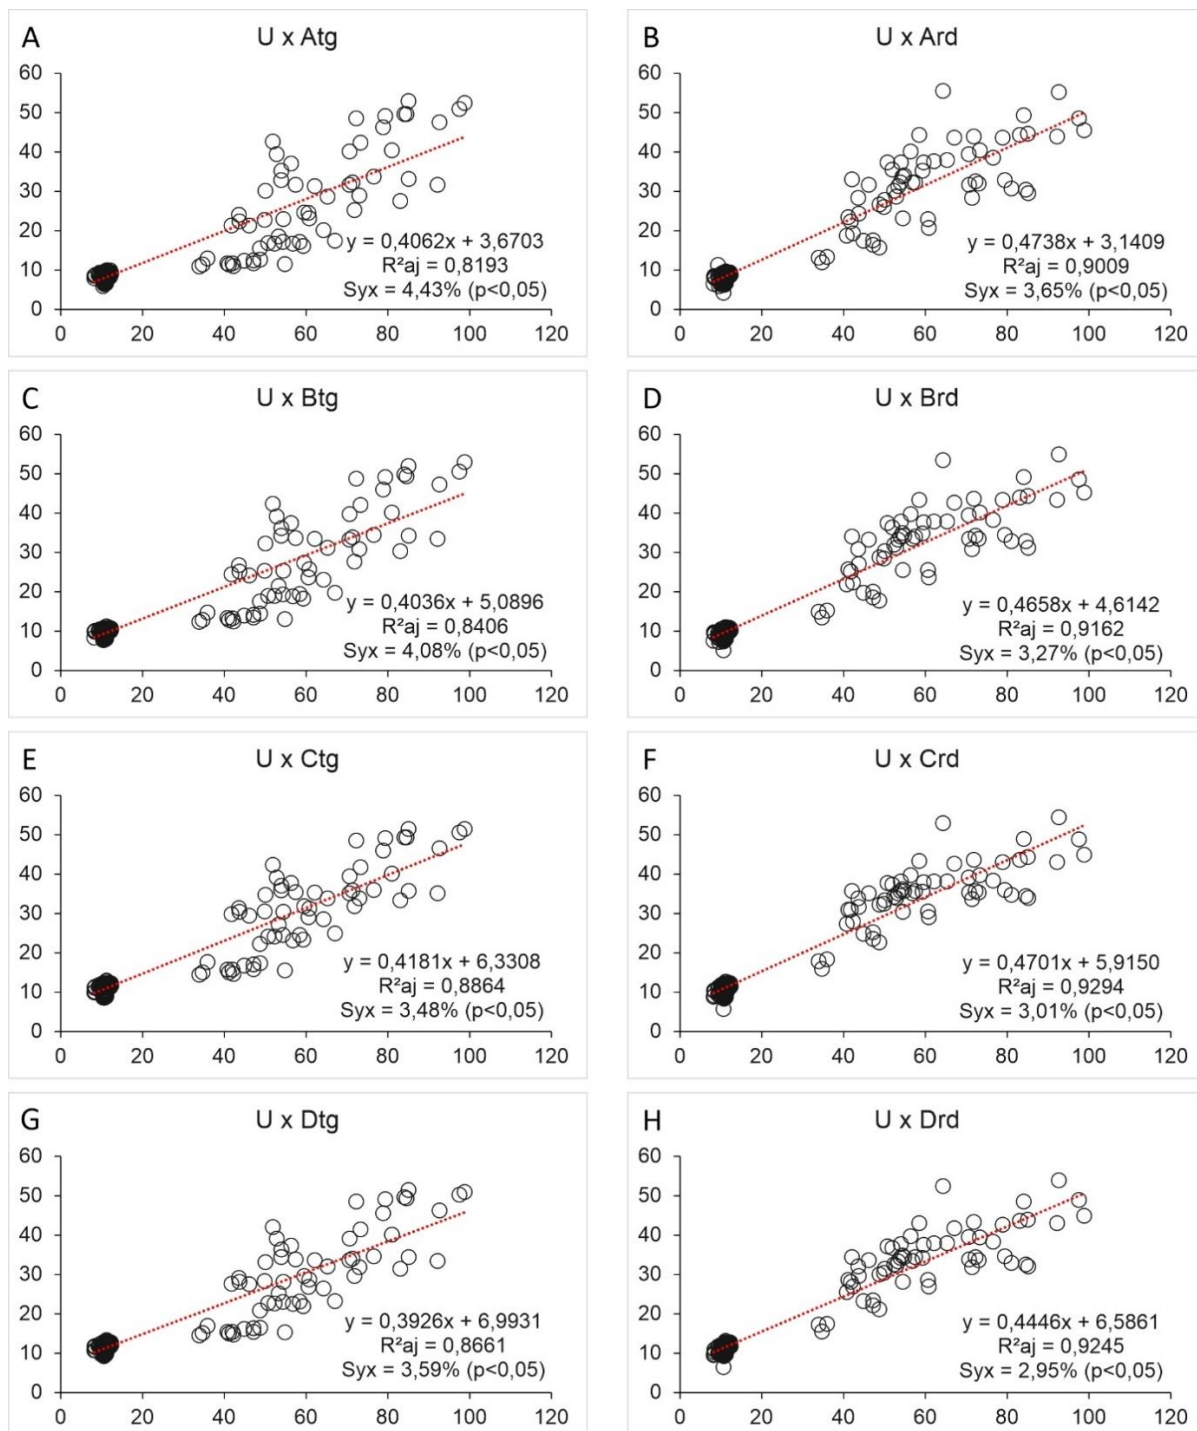 A
U x Atg
60
50
40
30
20
10
0
y = 0,4062x + 3,6703
R²aj = 0,8193
Syx = 4,43% (p<0,05)
0 20 40 60 80 100 120
B
U x Ard
60
50
40
30
20
10
0
y = 0,4738x + 3,1409
R²aj = 0,9009
Syx = 3,65% (p<0,05)
0 20 40 60 80 100 120
C
U x Btg
60
50
40
30
20
10
0
y = 0,4036x + 5,0896
R²aj = 0,8406
Syx = 4,08% (p<0,05)
0 20 40 60 80 100 120
D
U x Brd
60
50
40
30
20
10
0
y = 0,4658x + 4,6142
R²aj = 0,9162
Syx = 3,27% (p<0,05)
0 20 40 60 80 100 120
E
U x Ctg
60
50
40
30
20
10
0
y = 0,4181x + 6,3308
R²aj = 0,8864
Syx = 3,48% (p<0,05)
0 20 40 60 80 100 120
F
U x Crd
60
50
40
30
20
10
0
y = 0,4701x + 5,9150
R²aj = 0,9294
Syx = 3,01% (p<0,05)
0 20 40 60 80 100 120
G
U x Dtg
60
50
40
30
20
10
0
y = 0,3926x + 6,9931
R²aj = 0,8661
Syx = 3,59% (p<0,05)
0 20 40 60 80 100 120
H
U x Drd
60
50
40
30
20
10
0
y = 0,4446x + 6,5861
R²aj = 0,9245
Syx = 2,95% (p<0,05)
0 20 40 60 80 100 120